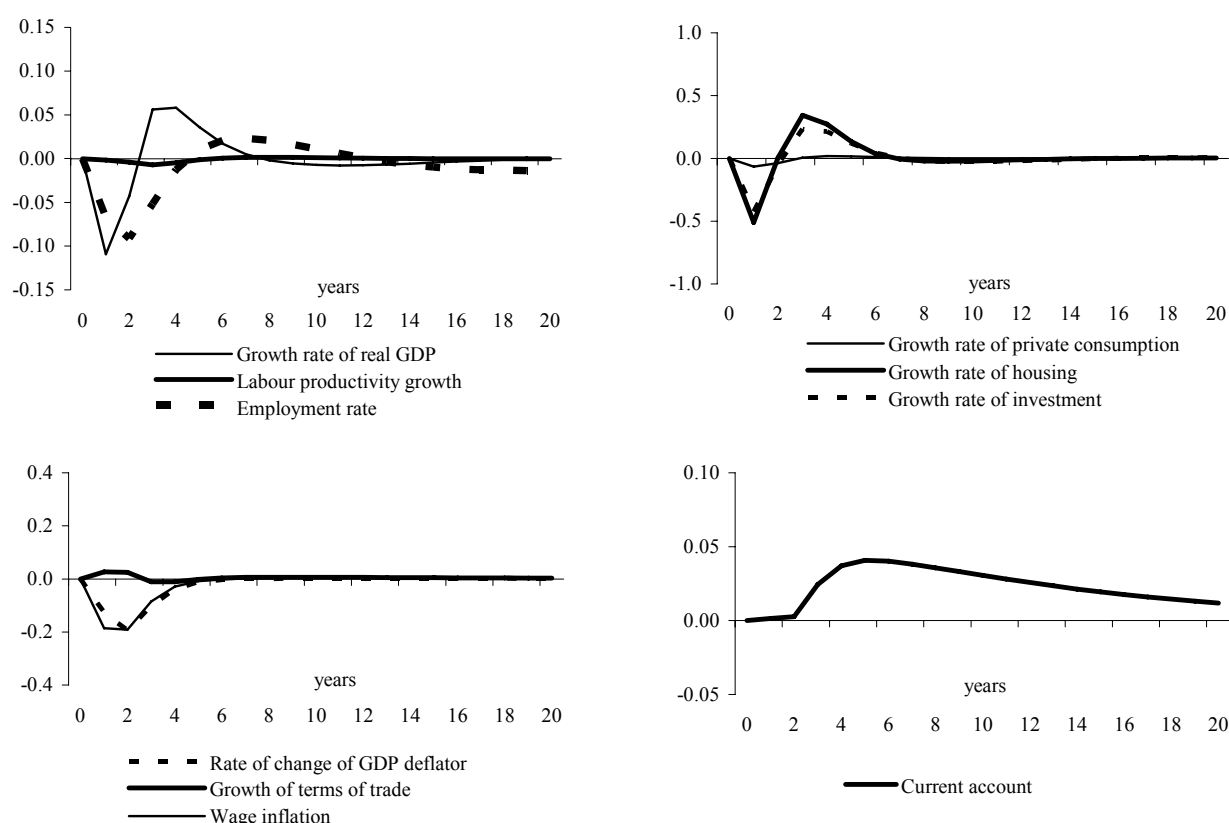 0.15
0.10
0.05
0.00
-0.05
-0.10
-0.15
years
0 2 4 6 8 10 12 14 16 18 20
Growth rate of real GDP
Labour productivity growth
Employment rate
1.0
0.5
0.0
-0.5
-1.0
years
0 2 4 6 8 10 12 14 16 18 20
Growth rate of private consumption
Growth rate of housing
Growth rate of investment
0.4
0.2
0.0
-0.2
-0.4
years
0 2 4 6 8 10 12 14 16 18 20
Rate of change of GDP deflator
Growth of terms of trade
Wage inflation
0.10
0.05
0.00
-0.05
years
0 2 4 6 8 10 12 14 16 18 20
Current account